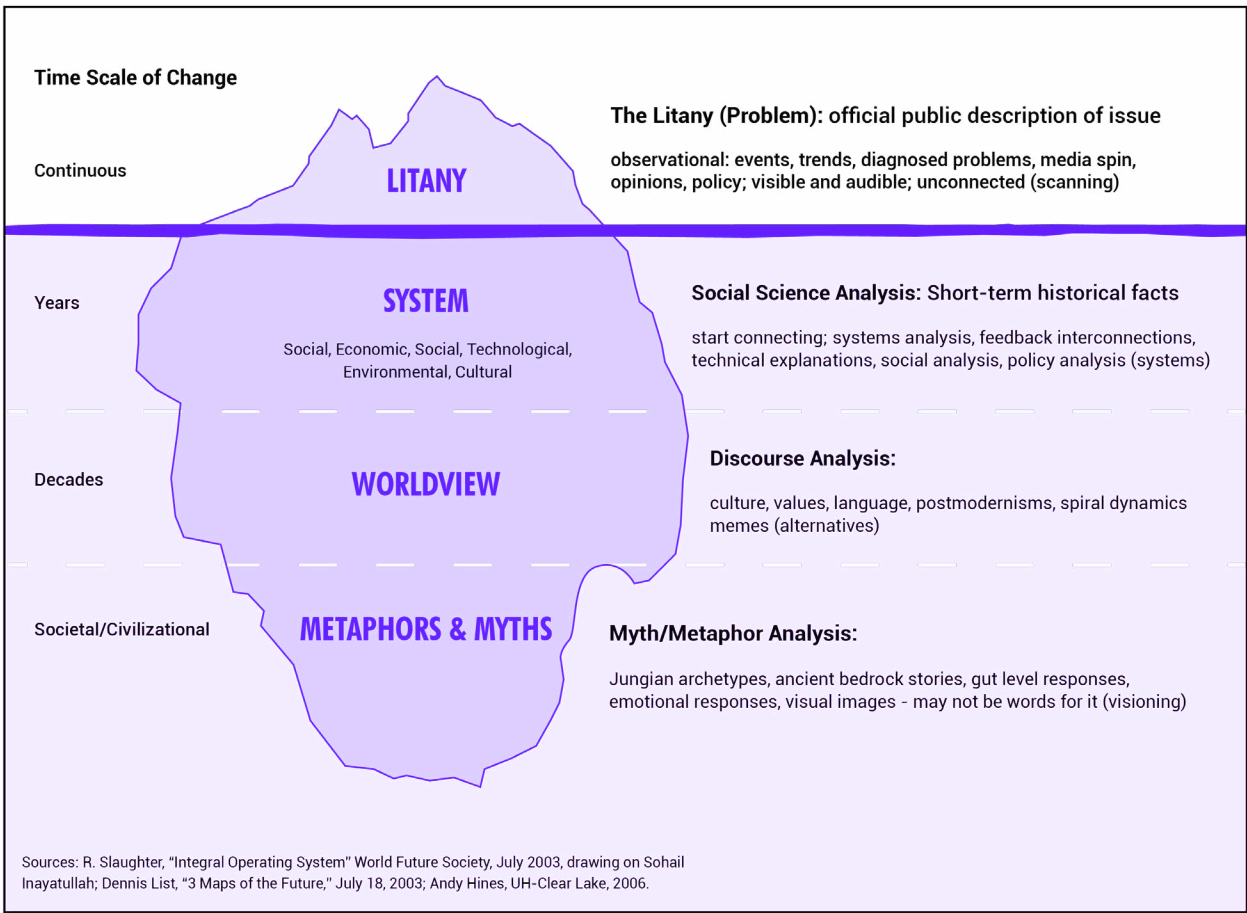 Time Scale of Change
The Litany (Problem): official public description of issue
Continuous
LITANY
observational: events, trends, diagnosed problems, media spin,
opinions, policy; visible and audible; unconnected (scanning)
Years
SYSTEM
Social, Economic, Social, Technological,
Environmental, Cultural
Social Science Analysis: Short-term historical facts
start connecting; systems analysis, feedback interconnections,
technical explanations, social analysis, policy analysis (systems)
Decades
WORLDVIEW
Discourse Analysis:
culture, values, language, postmodernisms, spiral dynamics
memes (alternatives)
Societal/Civilizational
METAPHORS & MYTHS
Myth/Metaphor Analysis:
Jungian archetypes, ancient bedrock stories, gut level responses,
emotional responses, visual images - may not be words for it (visioning)
Sources: R. Slaughter, “Integral Operating System” World Future Society, July 2003, drawing on Sohail
Inayatullah; Dennis List, “3 Maps of the Future,” July 18, 2003; Andy Hines, UH-Clear Lake, 2006.